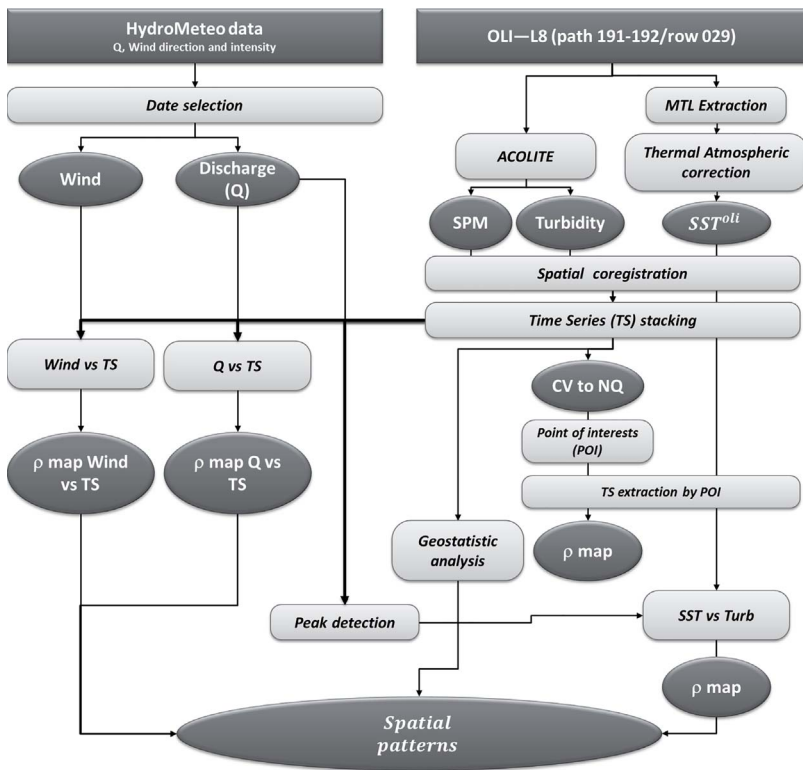 HydroMeteo data
Q, Wind direction and intensity
OLI—L8 (path 191-192/row 029)
Date selection
MTL Extraction
Wind
Discharge
(Q)
ACOLITE
Thermal Atmospheric
correction
SPM
Turbidity
SST^oli
Spatial coregistration
Time Series (TS) stacking
Wind vs TS
Q vs TS
CV to NQ
Point of interests
(POI)
ρ map Wind
vs TS
ρ map Q vs
TS
TS extraction by POI
Geostatistic
analysis
ρ map
Peak detection
SST vs Turb
ρ map
Spatial
patterns